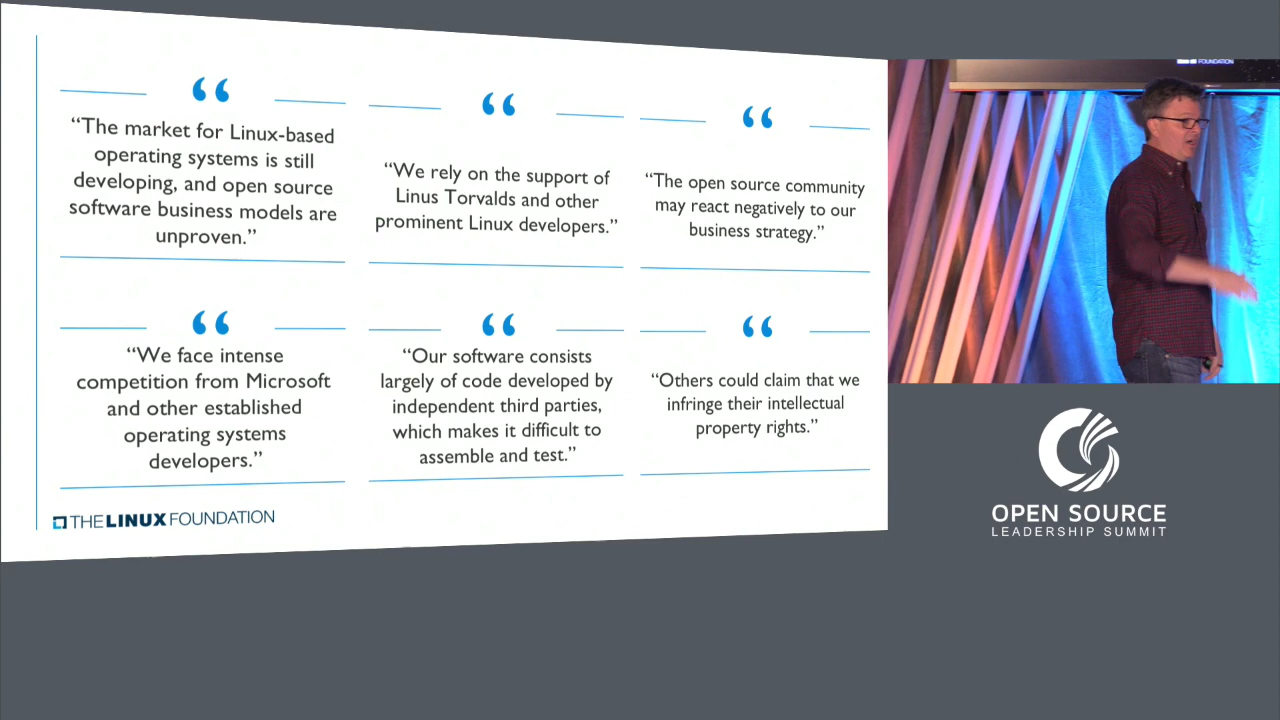 “The market for Linux-based
operating systems is still
developing, and open source
software business models are
unproven.”
“We rely on the support of
Linus Torvalds and other
prominent Linux developers.”
“The open source community
may react negatively to our
business strategy.”
“We face intense
competition from Microsoft
and other established
operating systems
developers.”
“Our software consists
largely of code developed by
independent third parties,
which makes it difficult to
assemble and test.”
“Others could claim that we
infringe their intellectual
property rights.”
THE LINUX FOUNDATION
FOUNDATION
OPEN SOURCE
LEADERSHIP SUMMIT